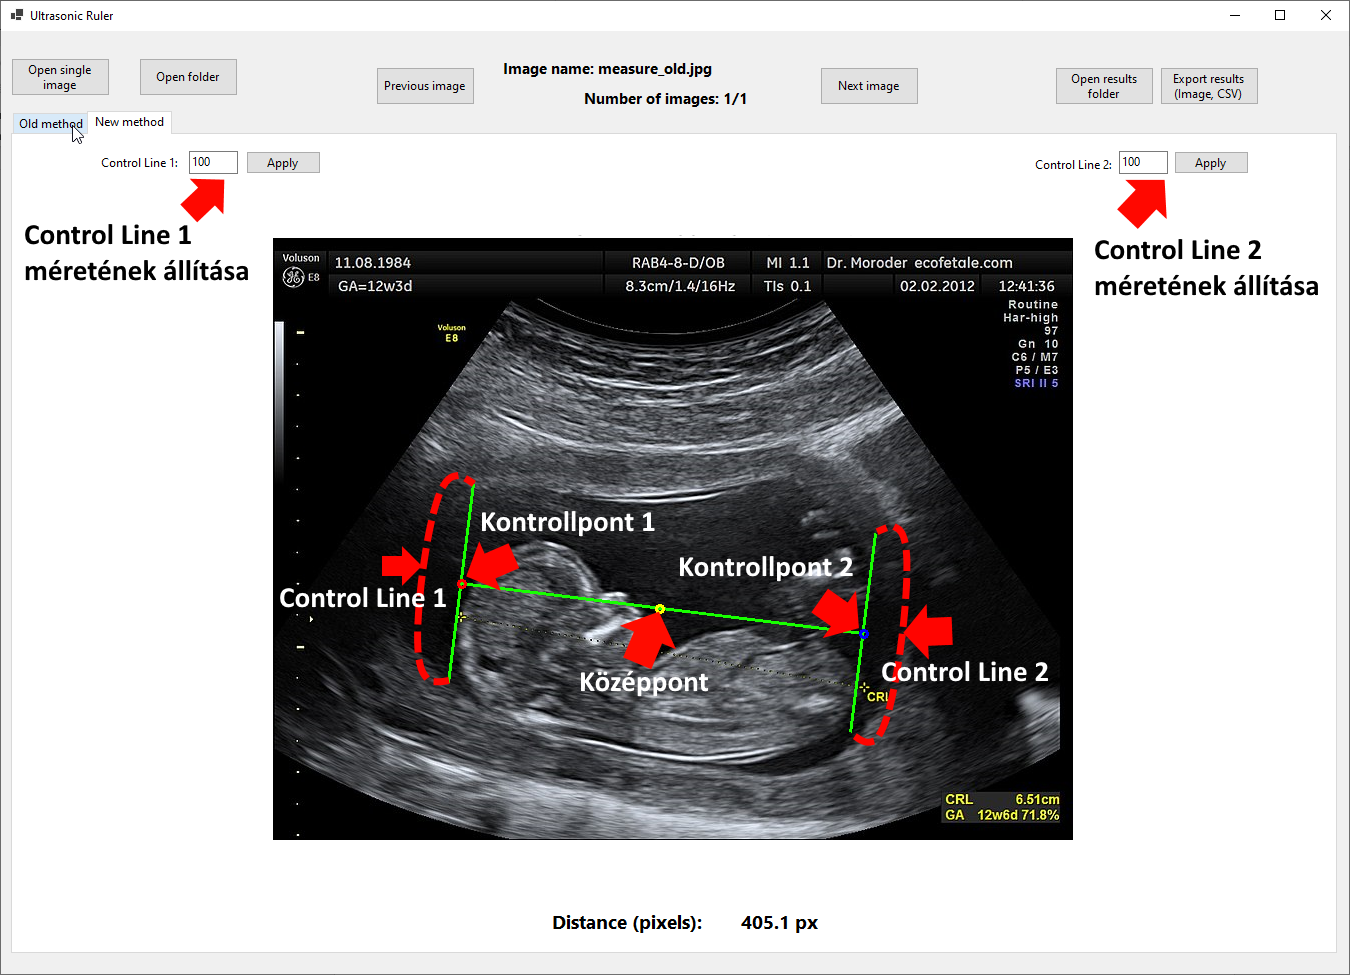 Ultrasonic Ruler
Open single
image
Open folder
Previous image
Image name: measure_old.jpg
Number of images: 1/1
Next image
Open results
folder
Export results
(Image, CSV)
Old method
New method
Control Line 1:
100
Apply
Control Line 2:
100
Apply
Control Line 1
méretének állítása
Control Line 2
méretének állítása
Voluson
E8
11.08.1984
RAB4-8-D/OB
MI 1.1
Dr. Moroder ecofetale.com
GA=12w3d
8.3cm/1.4/16Hz
TIs 0.1
02.02.2012
12:41:36
Routine
Har-high
97
Gn 10
C6 / M7
P5 / E3
SRI II 5
Voluson
E8
Kontrollpont 1
Kontrollpont 2
Control Line 1
Középpont
Control Line 2
CRL
CRL 6.51cm
GA 12w6d 71.8%
Distance (pixels): 405.1 px